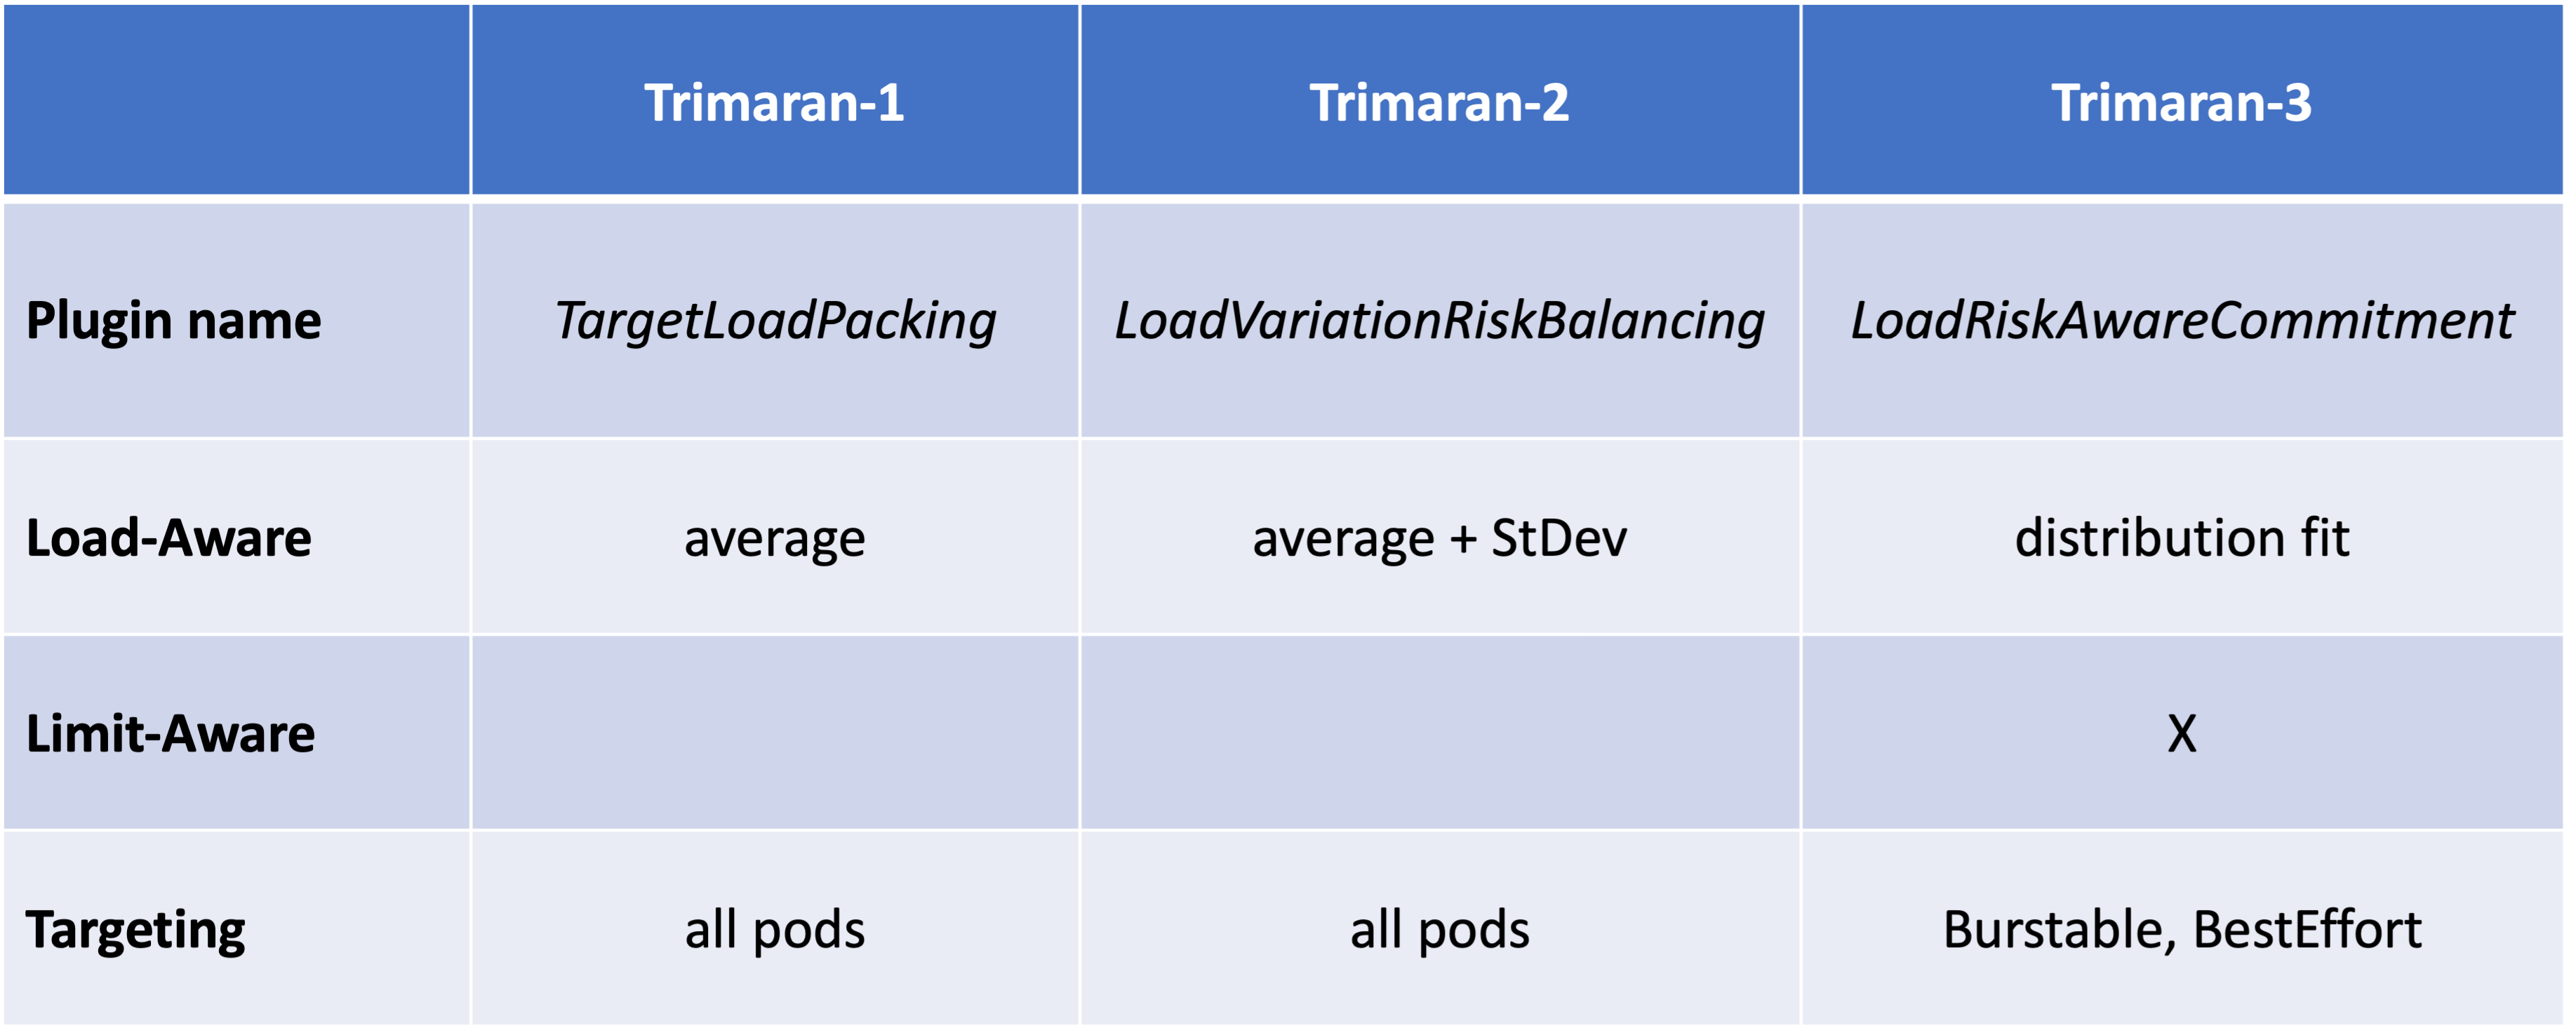 Trimaran-1 Trimaran-2 Trimaran-3
Plugin name TargetLoadPacking LoadVariationRiskBalancing LoadRiskAwareCommitment
Load-Aware average average + StDev distribution fit
Limit-Aware X
Targeting all pods all pods Burstable, BestEffort